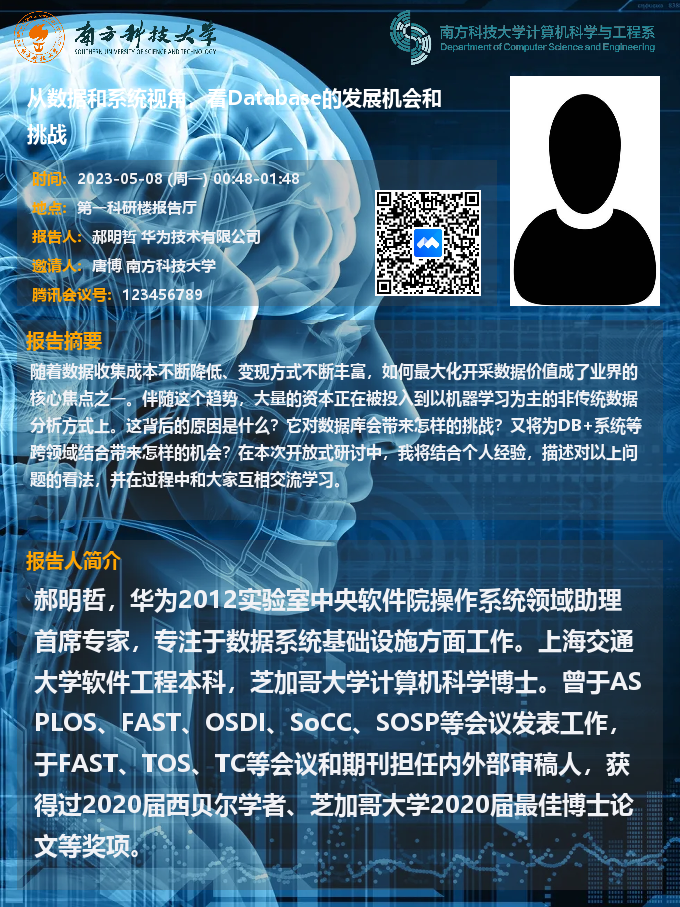 南方科技大学
SOUTHERN UNIVERSITY OF SCIENCE AND TECHNOLOGY
南方科技大学计算机科学与工程系
Department of Computer Science and Engineering
从数据和系统视角，看Database的发展机会和
挑战
时间：2023-05-08 (周一) 00:48-01:48
地点：第一科研楼报告厅
报告人：郝明哲 华为技术有限公司
邀请人：唐博 南方科技大学
腾讯会议号：123456789
报告摘要
随着数据收集成本不断降低、变现方式不断丰富，如何最大化开采数据价值成了业界的
核心焦点之一。伴随这个趋势，大量的资本正在被投入到以机器学习为主的非传统数据
分析方式上。这背后的原因是什么？它对数据库会带来怎样的挑战？又将为DB+系统等
跨领域结合带来怎样的机会？在本次开放式研讨中，我将结合个人经验，描述对以上问
题的看法，并在过程中和大家互相交流学习。
报告人简介
郝明哲，华为2012实验室中央软件院操作系统领域助理
首席专家，专注于数据系统基础设施方面工作。上海交通
大学软件工程本科，芝加哥大学计算机科学博士。曾于AS
PLOS、FAST、OSDI、SoCC、SOSP等会议发表工作，
于FAST、TOS、TC等会议和期刊担任内外部审稿人，获
得过2020届西贝尔学者、芝加哥大学2020届最佳博士论
文等奖项。